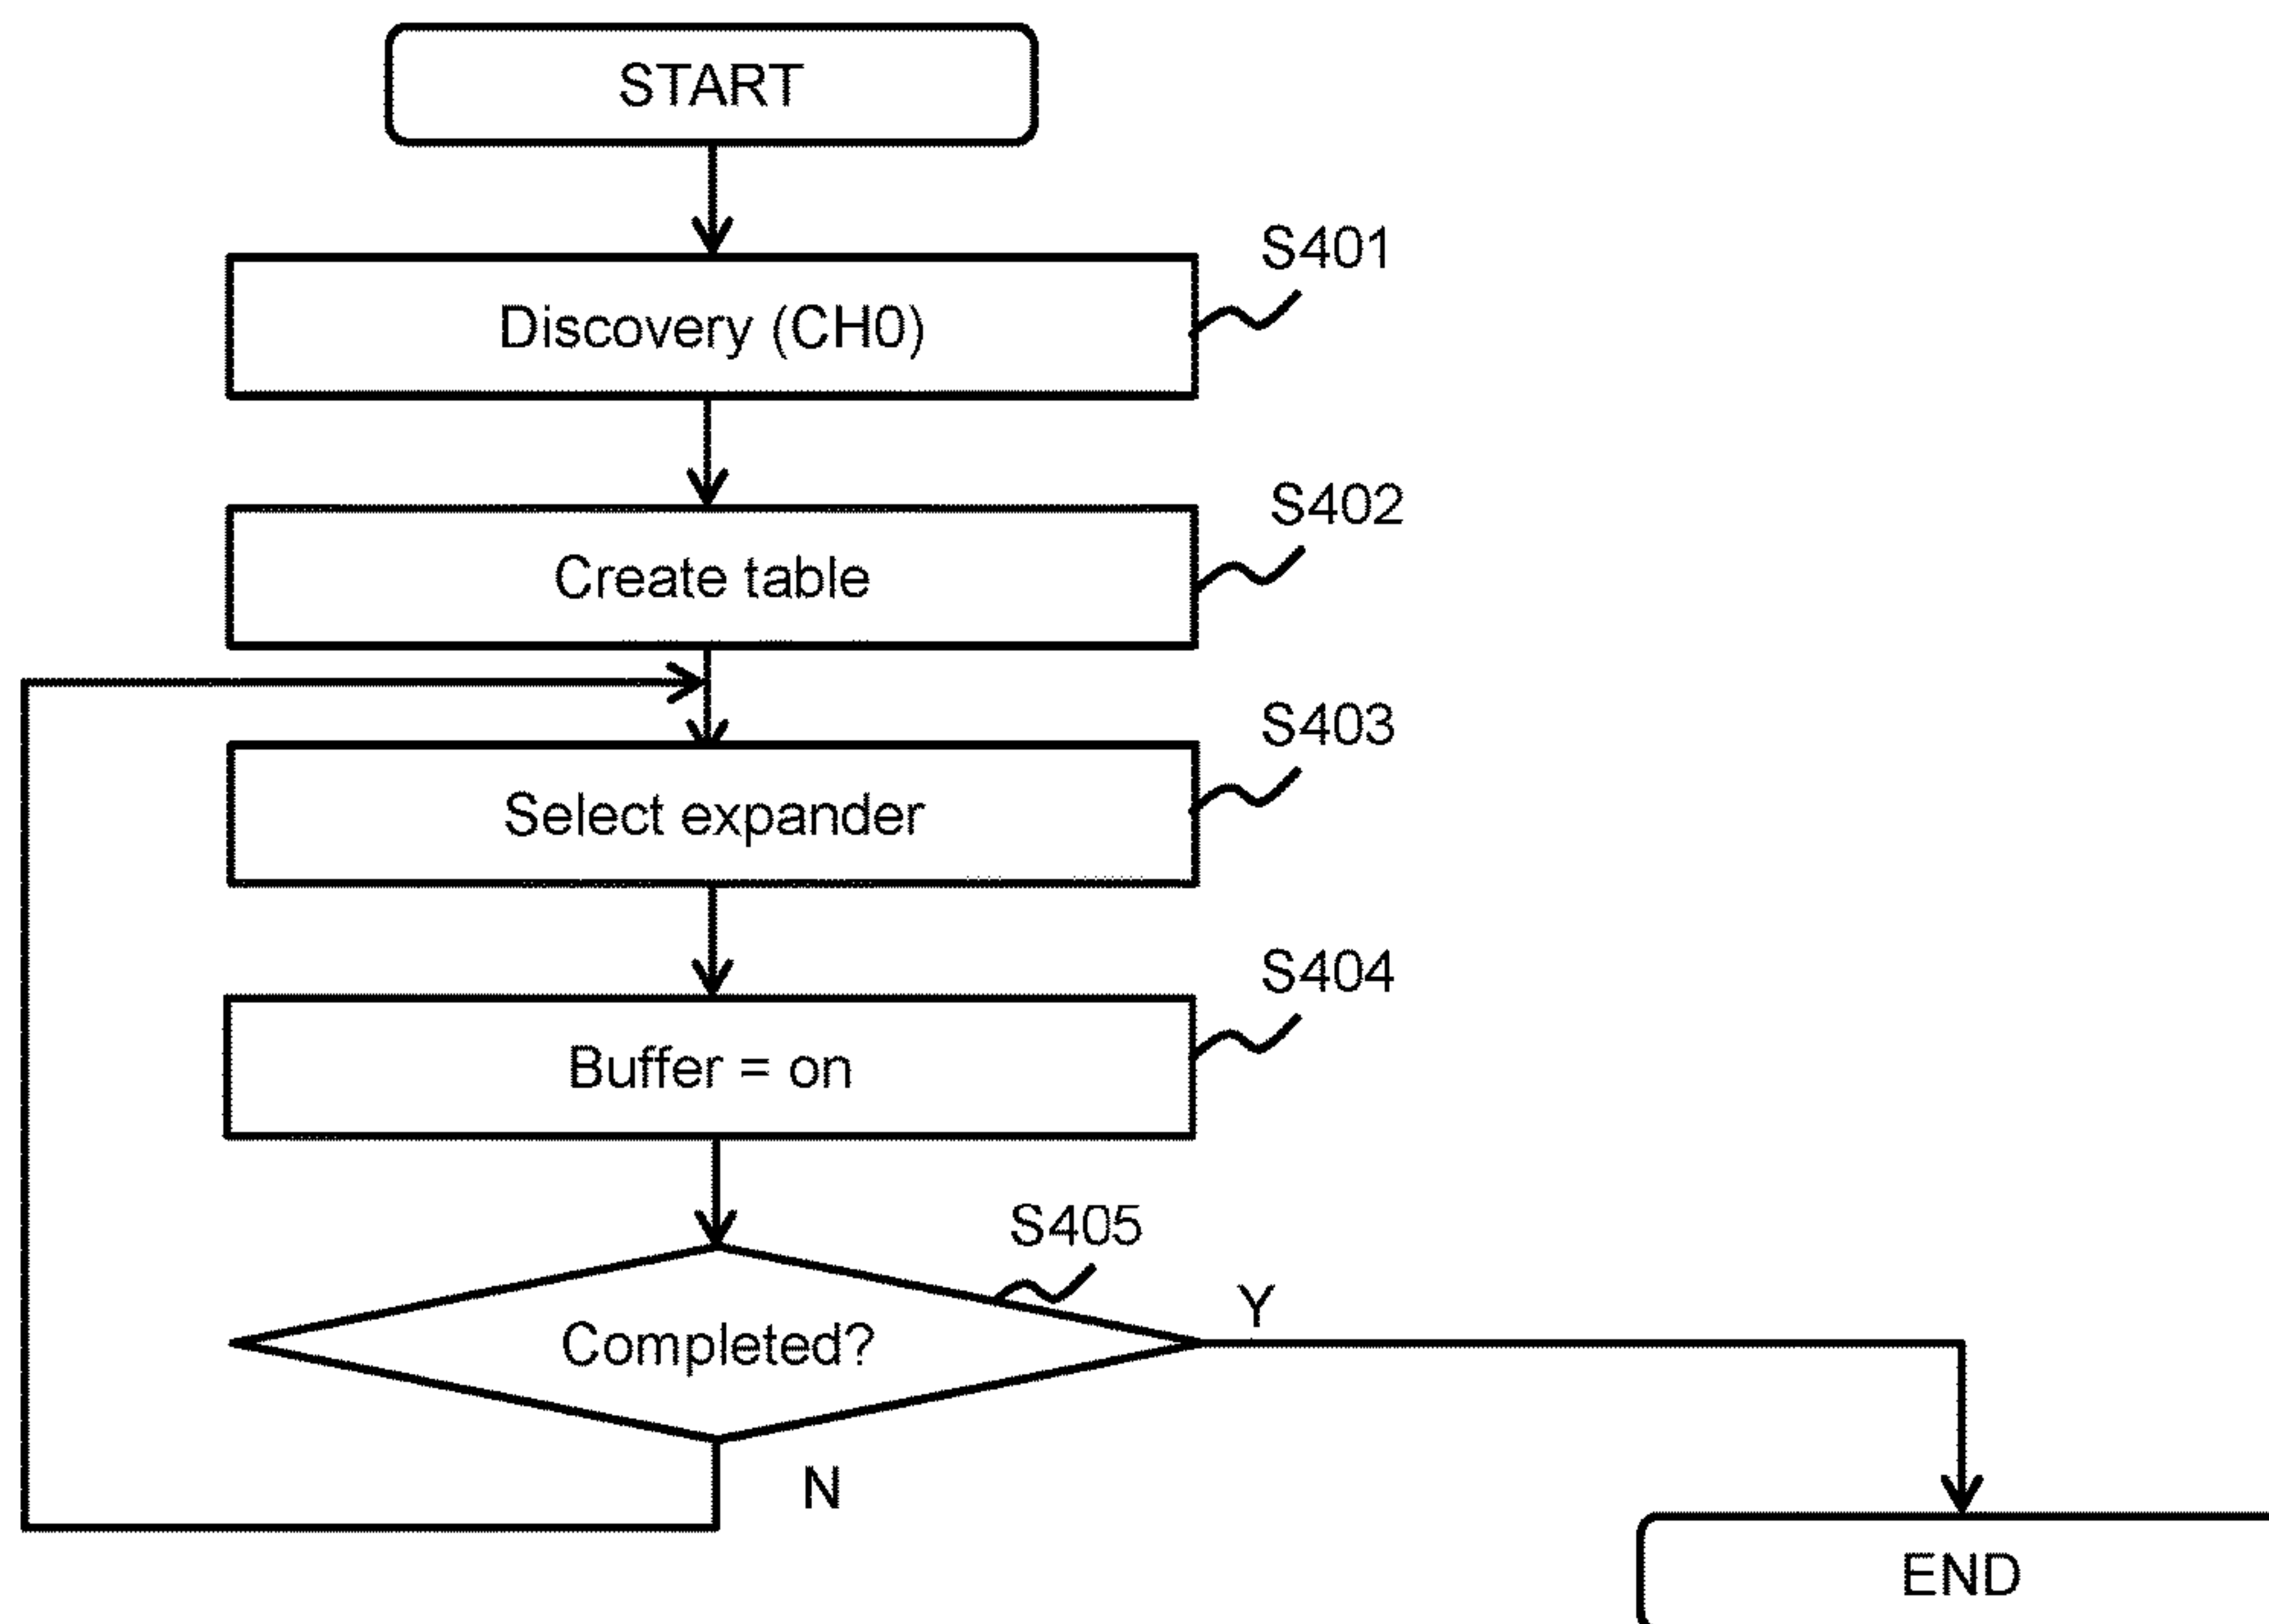 START
S401
Discovery (CH0)
S402
Create table
S403
Select expander
S404
Buffer = on
S405
Y
Completed?
N
END